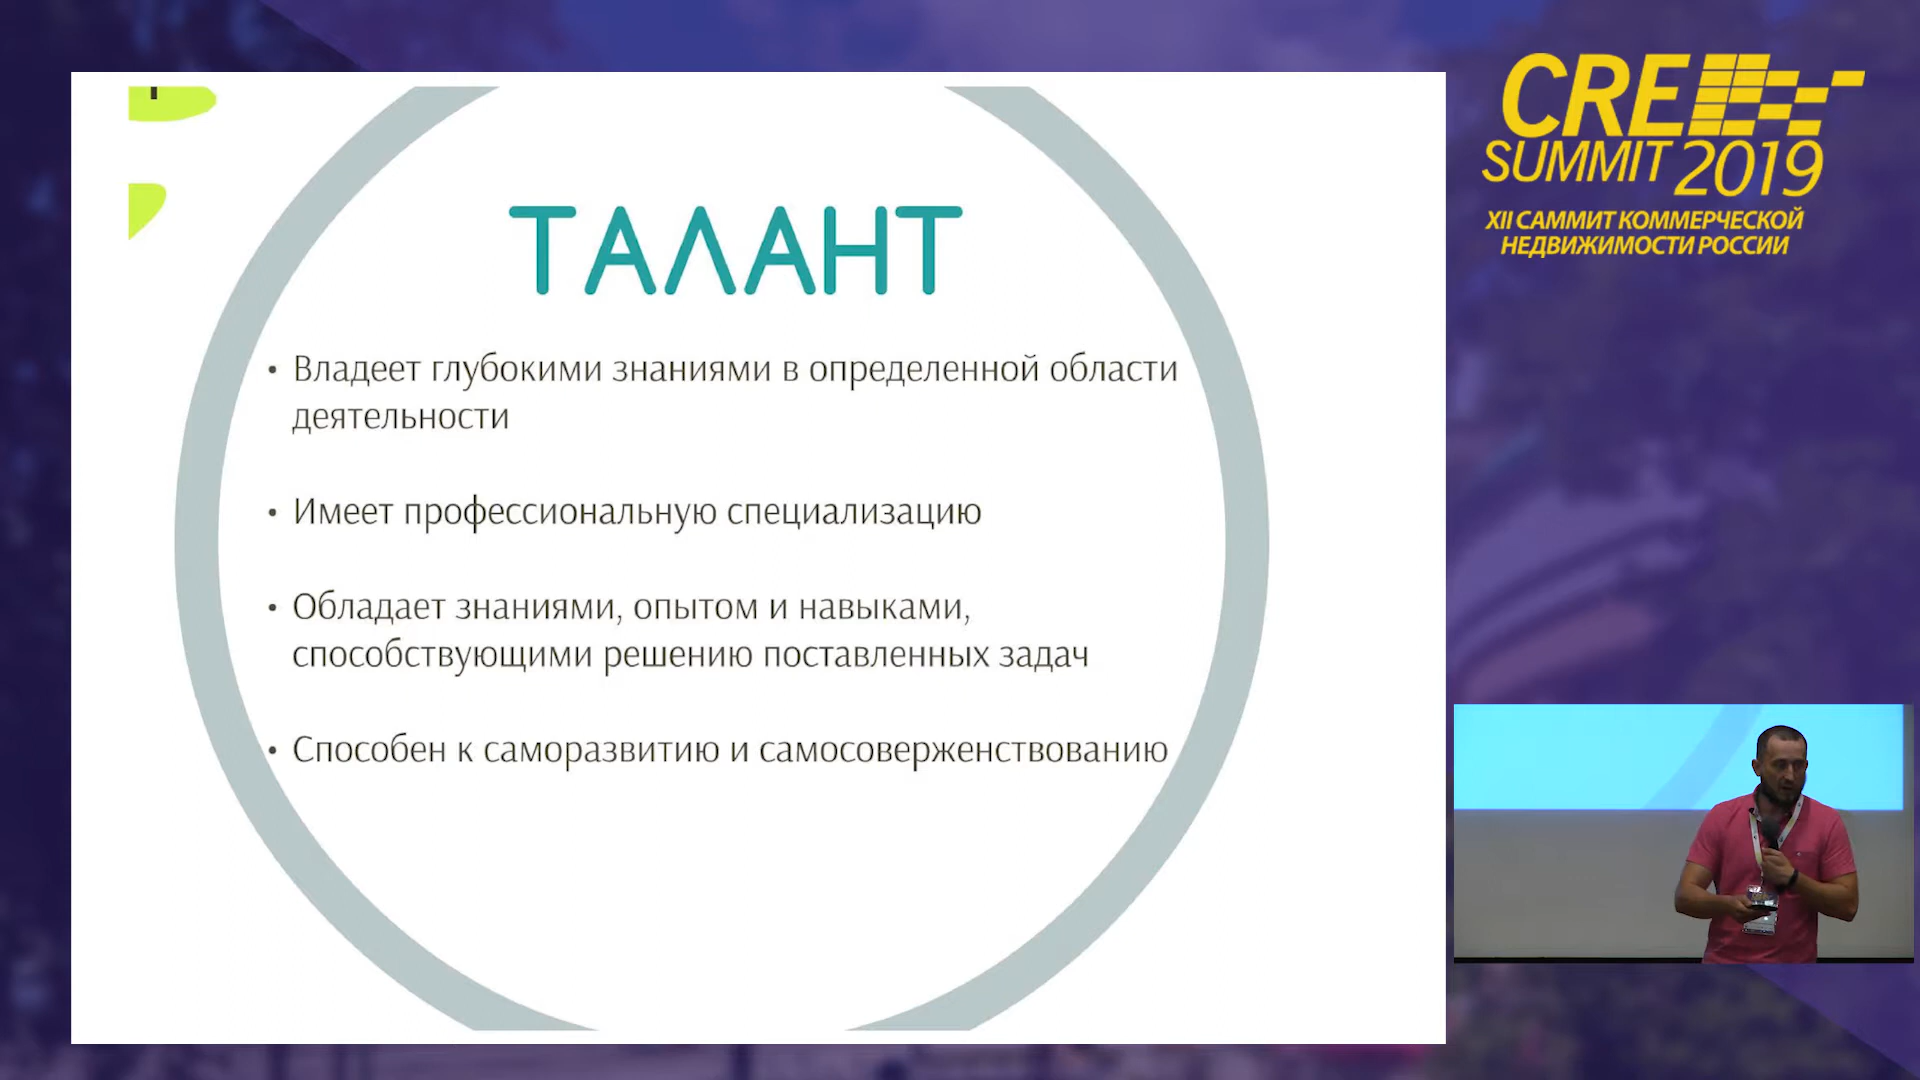 ТАЛАНТ
• Владеет глубокими знаниями в определенной области
деятельности
• Имеет профессиональную специализацию
• Обладает знаниями, опытом и навыками,
способствующими решению поставленных задач
• Способен к саморазвитию и самосоверженствованию
CRE
SUMMIT 2019
XII САММИТ КОММЕРЧЕСКОЙ
НЕДВИЖИМОСТИ РОССИИ